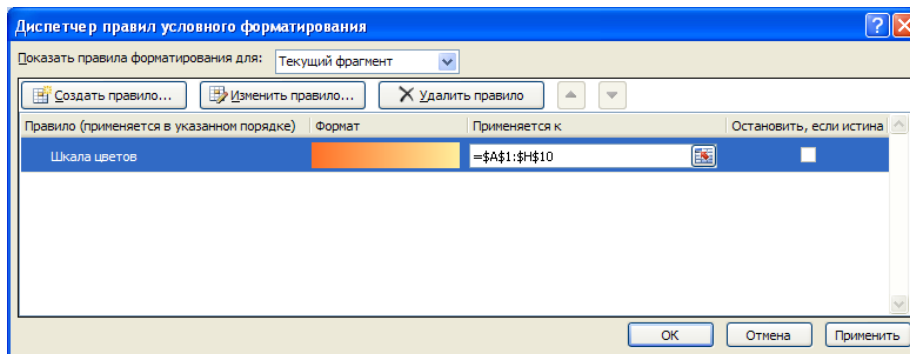 Диспетчер правил условного форматирования
Показать правила форматирования для: Текущий фрагмент
Создать правило... Изменить правило... Удалить правило
Правило (применяется в указанном порядке) Формат Применяется к Остановить, если истина
Шкала цветов =$A$1:$H$10
ОК Отмена Применить